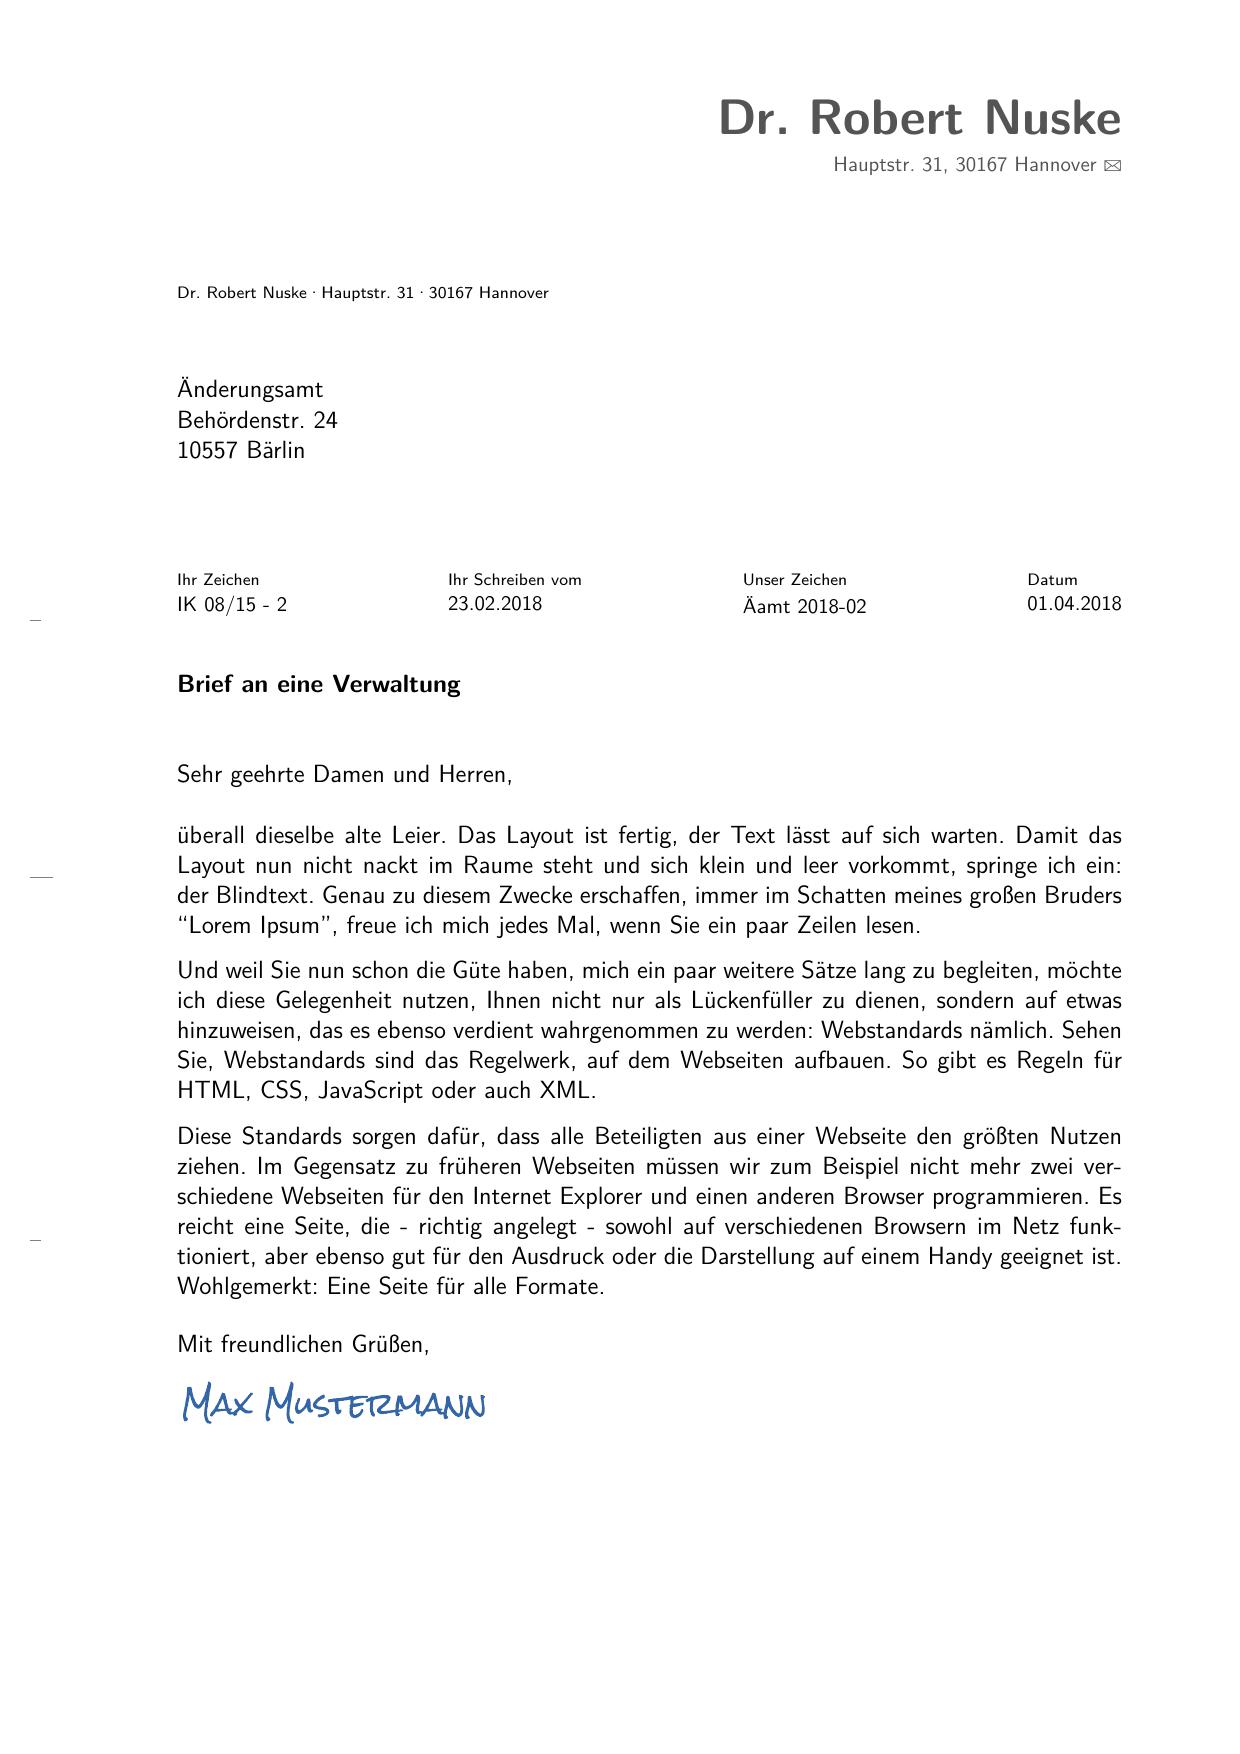 Dr. Robert Nuske
Hauptstr. 31, 30167 Hannover
Dr. Robert Nuske · Hauptstr. 31 · 30167 Hannover
Änderungsamt
Behördenstr. 24
10557 Bärlin
Ihr Zeichen Ihr Schreiben vom Unser Zeichen Datum
IK 08/15 - 2 23.02.2018 Äamt 2018-02 01.04.2018
Brief an eine Verwaltung
Sehr geehrte Damen und Herren,
überall dieselbe alte Leier. Das Layout ist fertig, der Text lässt auf sich warten. Damit das
Layout nun nicht nackt im Raume steht und sich klein und leer vorkommt, springe ich ein:
der Blindtext. Genau zu diesem Zwecke erschaffen, immer im Schatten meines großen Bruders
“Lorem Ipsum”, freue ich mich jedes Mal, wenn Sie ein paar Zeilen lesen.
Und weil Sie nun schon die Güte haben, mich ein paar weitere Sätze lang zu begleiten, möchte
ich diese Gelegenheit nutzen, Ihnen nicht nur als Lückenfüller zu dienen, sondern auf etwas
hinzuweisen, das es ebenso verdient wahrgenommen zu werden: Webstandards nämlich. Sehen
Sie, Webstandards sind das Regelwerk, auf dem Webseiten aufbauen. So gibt es Regeln für
HTML, CSS, JavaScript oder auch XML.
Diese Standards sorgen dafür, dass alle Beteiligten aus einer Webseite den größten Nutzen
ziehen. Im Gegensatz zu früheren Webseiten müssen wir zum Beispiel nicht mehr zwei ver-
schiedene Webseiten für den Internet Explorer und einen anderen Browser programmieren. Es
reicht eine Seite, die - richtig angelegt - sowohl auf verschiedenen Browsern im Netz funk-
tioniert, aber ebenso gut für den Ausdruck oder die Darstellung auf einem Handy geeignet ist.
Wohlgemerkt: Eine Seite für alle Formate.
Mit freundlichen Grüßen,
Max Mustermann